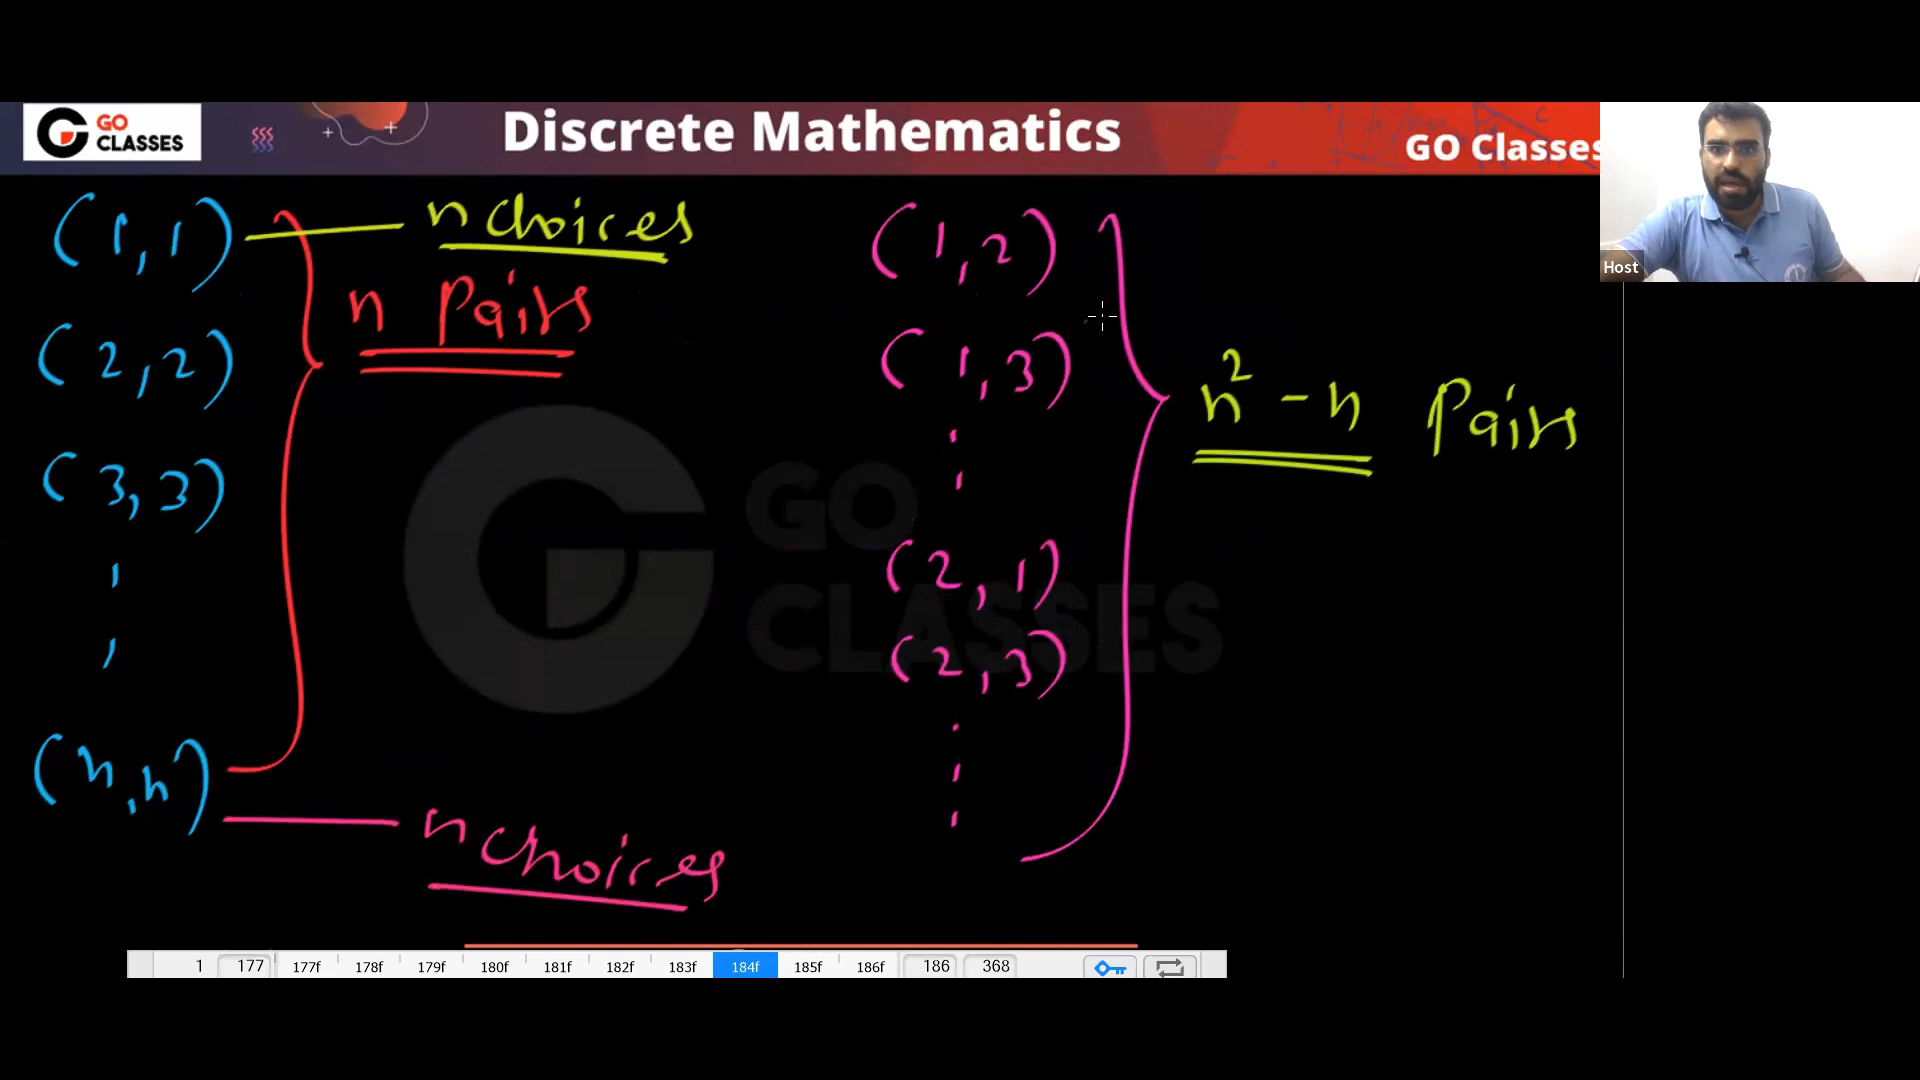 GO
CLASSES
Discrete Mathematics
GO Classes
Host
(1,1) n choices
n Pairs
(2,2)
(3,3)
(n,n)
n choices
(1,2)
(1,3)
(2,1)
(2,3)
n² - n Pairs
GO
CLASSES
1 177 177f 178f 179f 180f 181f 182f 183f 184f 185f 186f 186 368